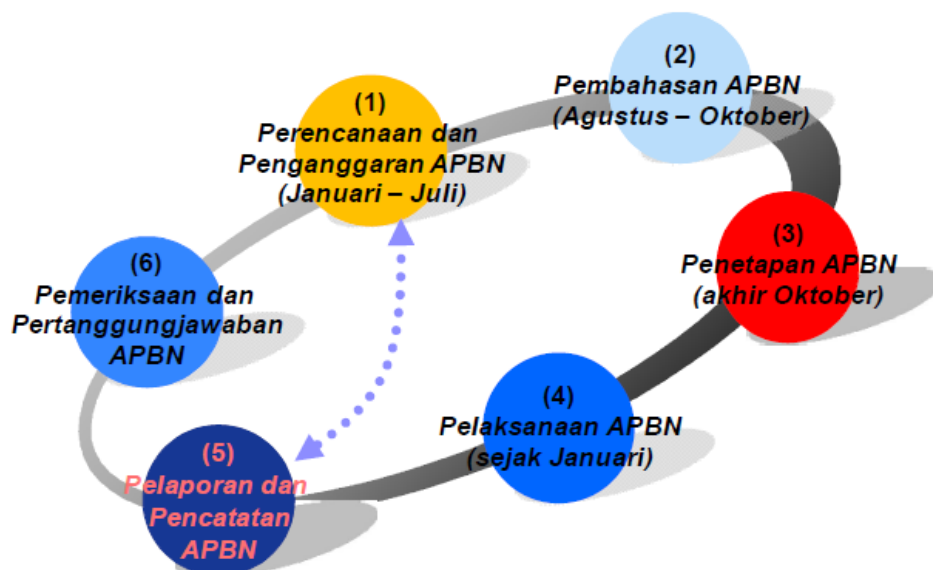 (1)
Perencanaan dan
Penganggaran APBN
(Januari – Juli)
(2)
Pembahasan APBN
(Agustus – Oktober)
(3)
Penetapan APBN
(akhir Oktober)
(4)
Pelaksanaan APBN
(sejak Januari)
(5)
Pelaporan dan
Pencatatan
APBN
(6)
Pemeriksaan dan
Pertanggungjawaban
APBN